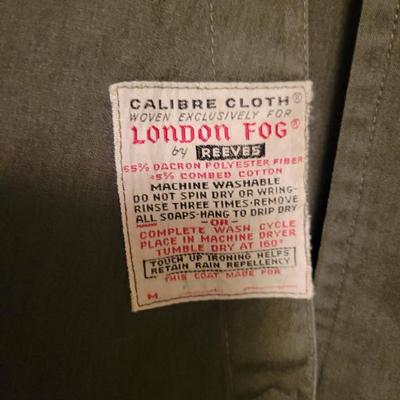 CALIBRE CLOTH®
WOVEN EXCLUSIVELY FOR
LONDON FOG®
by REEVES
65% DACRON POLYESTER FIBER
35% COMBED COTTON
MACHINE WASHABLE
DO NOT SPIN DRY OR WRING-
RINSE THREE TIMES-REMOVE
ALL SOAPS-HANG TO DRIP DRY
-OR-
COMPLETE WASH CYCLE
PLACE IN MACHINE DRYER
TUMBLE DRY AT 160°
TOUCH UP IRONING HELPS
RETAIN RAIN REPELLENCY
THIS COAT MADE FOR
M